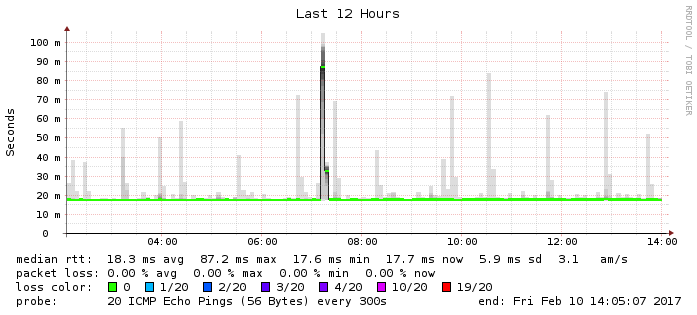 Last 12 Hours
RRDTOOL / TOBI OETIKER
Seconds
100 m
90 m
80 m
70 m
60 m
50 m
40 m
30 m
20 m
10 m
0
04:00 06:00 08:00 10:00 12:00 14:00
median rtt: 18.3 ms avg 87.2 ms max 17.6 ms min 17.7 ms now 5.9 ms sd 3.1 am/s
packet loss: 0.00 % avg 0.00 % max 0.00 % min 0.00 % now
loss color: 0 1/20 2/20 3/20 4/20 10/20 19/20
probe: 20 ICMP Echo Pings (56 Bytes) every 300s end: Fri Feb 10 14:05:07 2017